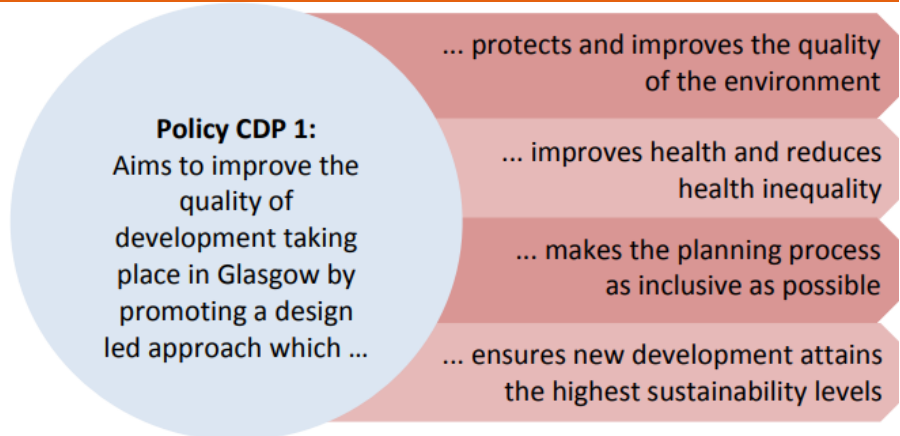 Policy CDP 1:
Aims to improve the
quality of
development taking
place in Glasgow by
promoting a design
led approach which ...
... protects and improves the quality
of the environment
... improves health and reduces
health inequality
... makes the planning process
as inclusive as possible
... ensures new development attains
the highest sustainability levels